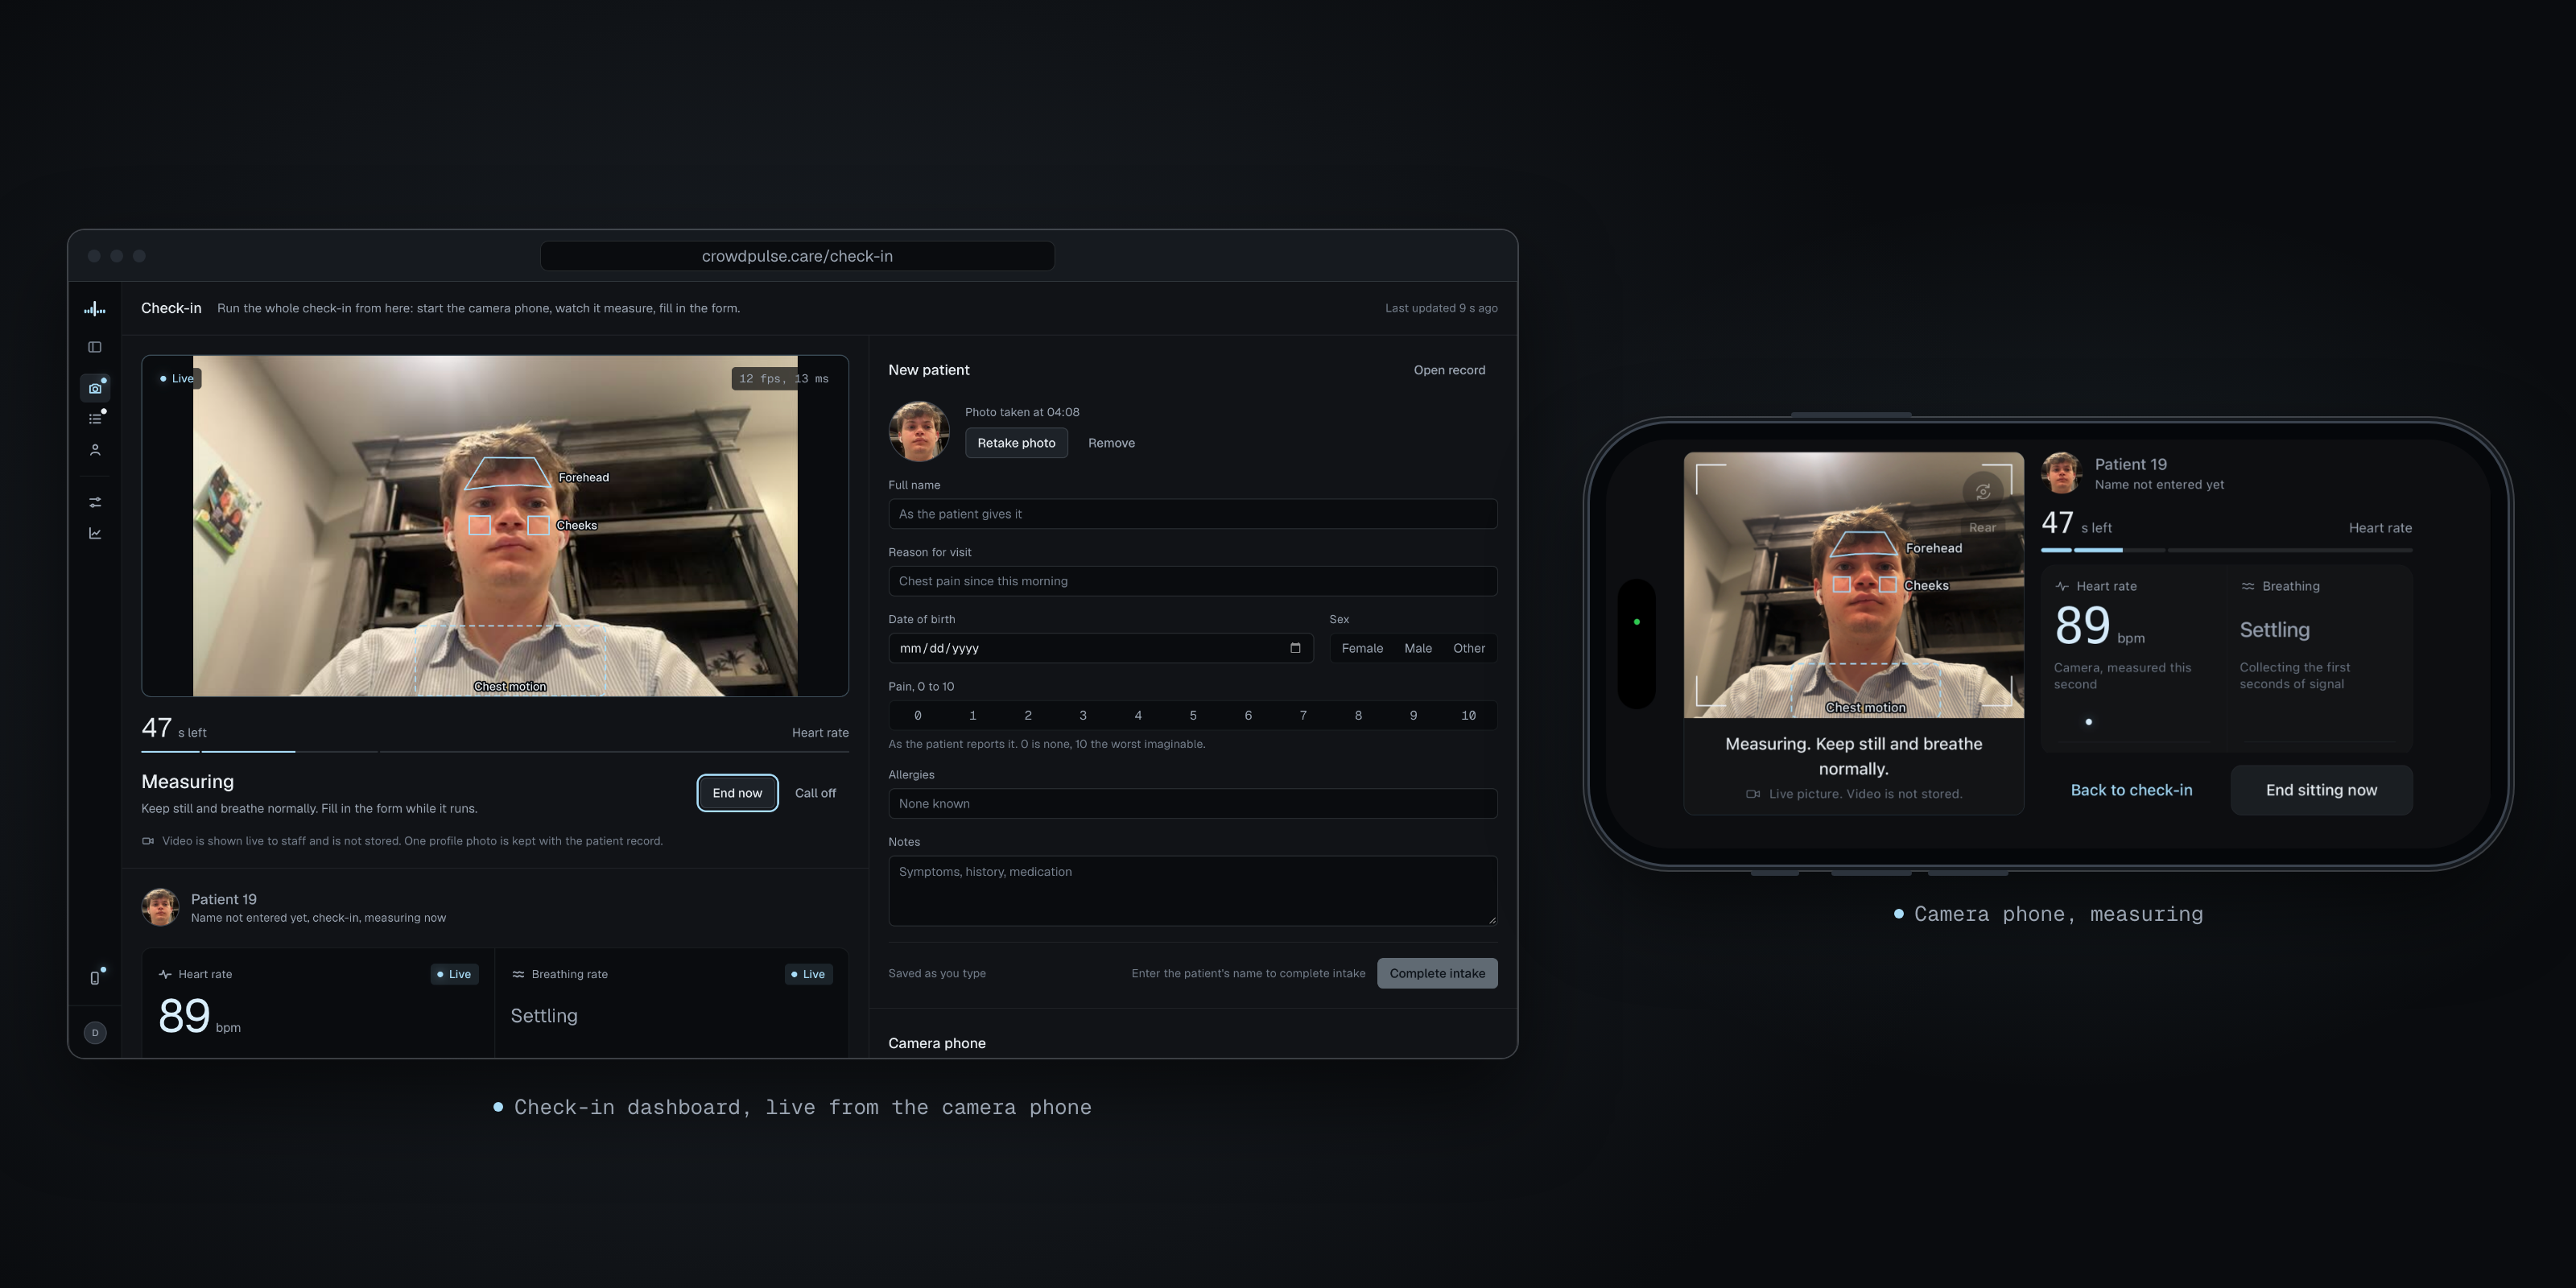 crowdpulse.care/check-in
Check-in
Run the whole check-in from here: start the camera phone, watch it measure, fill in the form.
Last updated 9 s ago
Live
12 fps, 13 ms
Forehead
Cheeks
Chest motion
47 s left
Heart rate
Measuring
Keep still and breathe normally. Fill in the form while it runs.
End now
Call off
Video is shown live to staff and is not stored. One profile photo is kept with the patient record.
Patient 19
Name not entered yet, check-in, measuring now
Heart rate
Live
89 bpm
Breathing rate
Live
Settling
D
New patient
Open record
Photo taken at 04:08
Retake photo
Remove
Full name
As the patient gives it
Reason for visit
Chest pain since this morning
Date of birth
mm/dd/yyyy
Sex
Female Male Other
Pain, 0 to 10
0 1 2 3 4 5 6 7 8 9 10
As the patient reports it. 0 is none, 10 the worst imaginable.
Allergies
None known
Notes
Symptoms, history, medication
Saved as you type
Enter the patient's name to complete intake
Complete intake
Camera phone
Check-in dashboard, live from the camera phone
Rear
Forehead
Cheeks
Chest motion
Measuring. Keep still and breathe
normally.
Live picture. Video is not stored.
Patient 19
Name not entered yet
47 s left
Heart rate
Heart rate
89 bpm
Camera, measured this
second
Breathing
Settling
Collecting the first
seconds of signal
Back to check-in
End sitting now
Camera phone, measuring